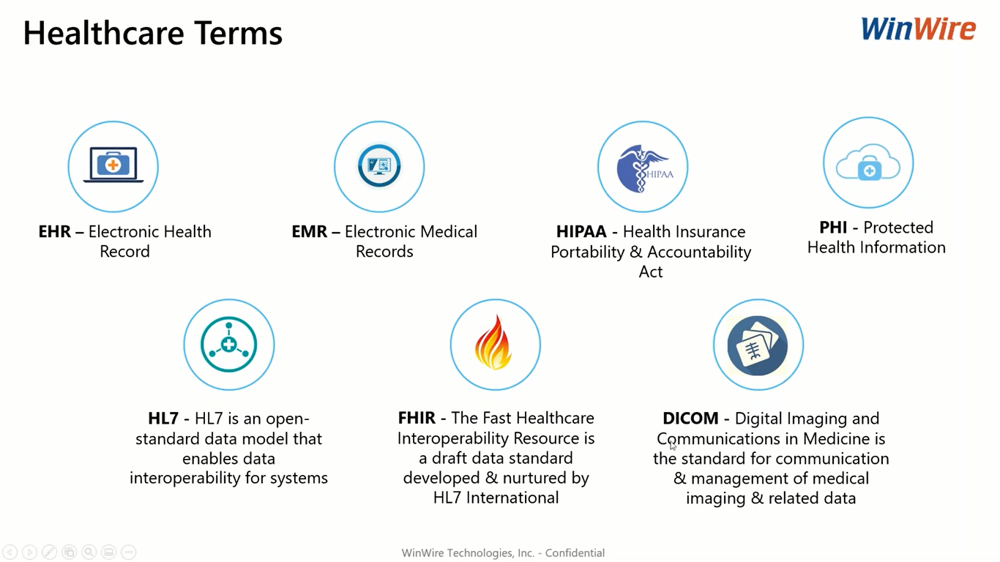 Healthcare Terms
WinWire
HIPAA
EHR – Electronic Health
Record
EMR – Electronic Medical
Records
HIPAA - Health Insurance
Portability & Accountability
Act
PHI - Protected
Health Information
HL7 - HL7 is an open-
standard data model that
enables data
interoperability for systems
FHIR - The Fast Healthcare
Interoperability Resource is
a draft data standard
developed & nurtured by
HL7 International
DICOM - Digital Imaging and
Communications in Medicine is
the standard for communication
& management of medical
imaging & related data
WinWire Technologies, Inc. - Confidential